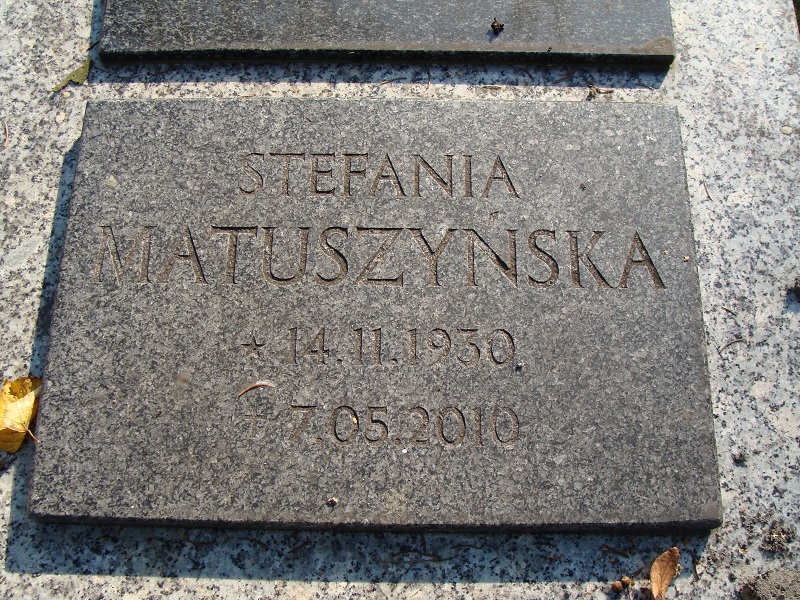 STEFANIA
MATUSZYŃSKA
* 14.11.1930
+ 7.05.2010